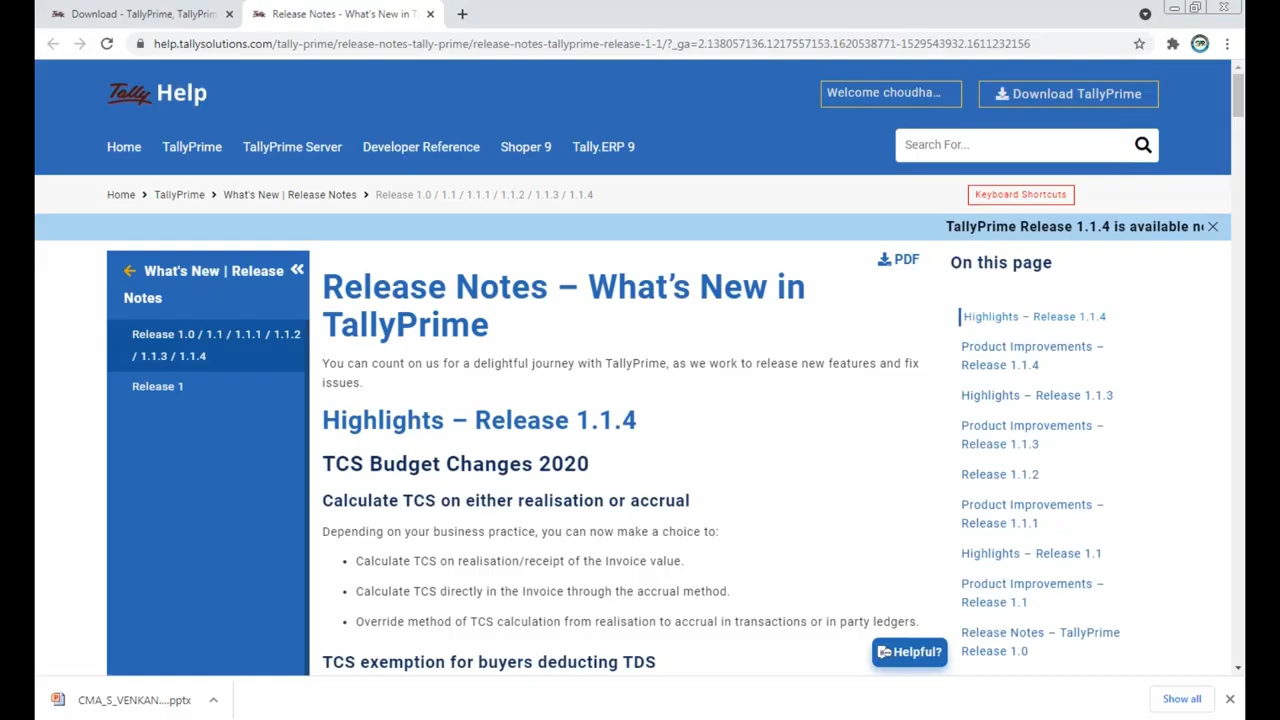 Download - TallyPrime, TallyPrim
Release Notes - What's New in T
help.tallysolutions.com/tally-prime/release-notes-tally-prime/release-notes-tallyprime-release-1-1/?_ga=2.138057136.1217557153.1620538771-1529543932.1611232156
Tally Help
Welcome choudha...
Download TallyPrime
Home TallyPrime TallyPrime Server Developer Reference Shoper 9 Tally.ERP 9
Search For...
Home > TallyPrime > What's New | Release Notes > Release 1.0 / 1.1 / 1.1.1 / 1.1.2 / 1.1.3 / 1.1.4
Keyboard Shortcuts
TallyPrime Release 1.1.4 is available n
What's New | Release
Notes
Release 1.0 / 1.1 / 1.1.1 / 1.1.2
/ 1.1.3 / 1.1.4
Release 1
PDF
Release Notes – What's New in
TallyPrime
You can count on us for a delightful journey with TallyPrime, as we work to release new features and fix
issues.
Highlights – Release 1.1.4
TCS Budget Changes 2020
Calculate TCS on either realisation or accrual
Depending on your business practice, you can now make a choice to:
• Calculate TCS on realisation/receipt of the Invoice value.
• Calculate TCS directly in the Invoice through the accrual method.
• Override method of TCS calculation from realisation to accrual in transactions or in party ledgers.
TCS exemption for buyers deducting TDS
On this page
Highlights – Release 1.1.4
Product Improvements –
Release 1.1.4
Highlights – Release 1.1.3
Product Improvements –
Release 1.1.3
Release 1.1.2
Product Improvements –
Release 1.1.1
Highlights – Release 1.1
Product Improvements –
Release 1.1
Release Notes – TallyPrime
Release 1.0
Helpful?
CMA_S_VENKAN....pptx
Show all